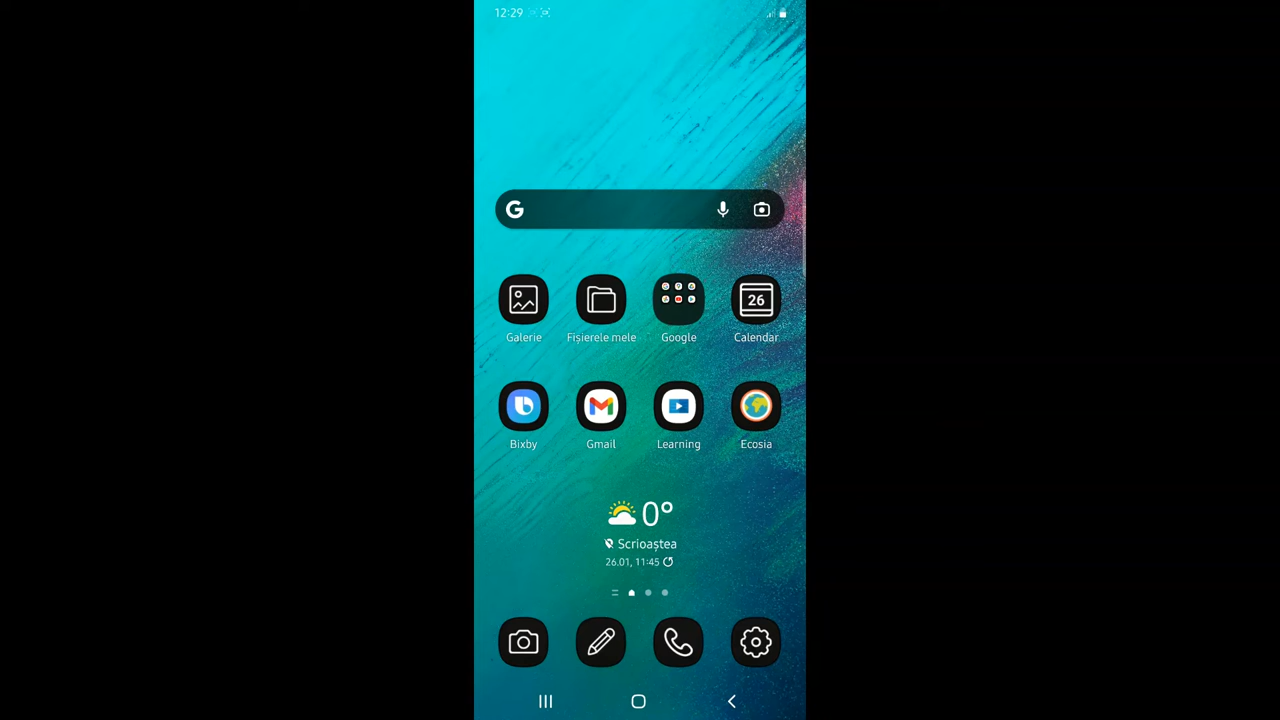 12:29
G
Galerie
Fișierele mele
Google
26
Calendar
Bixby
Gmail
Learning
Ecosia
0°
Scrioaștea
26.01, 11:45